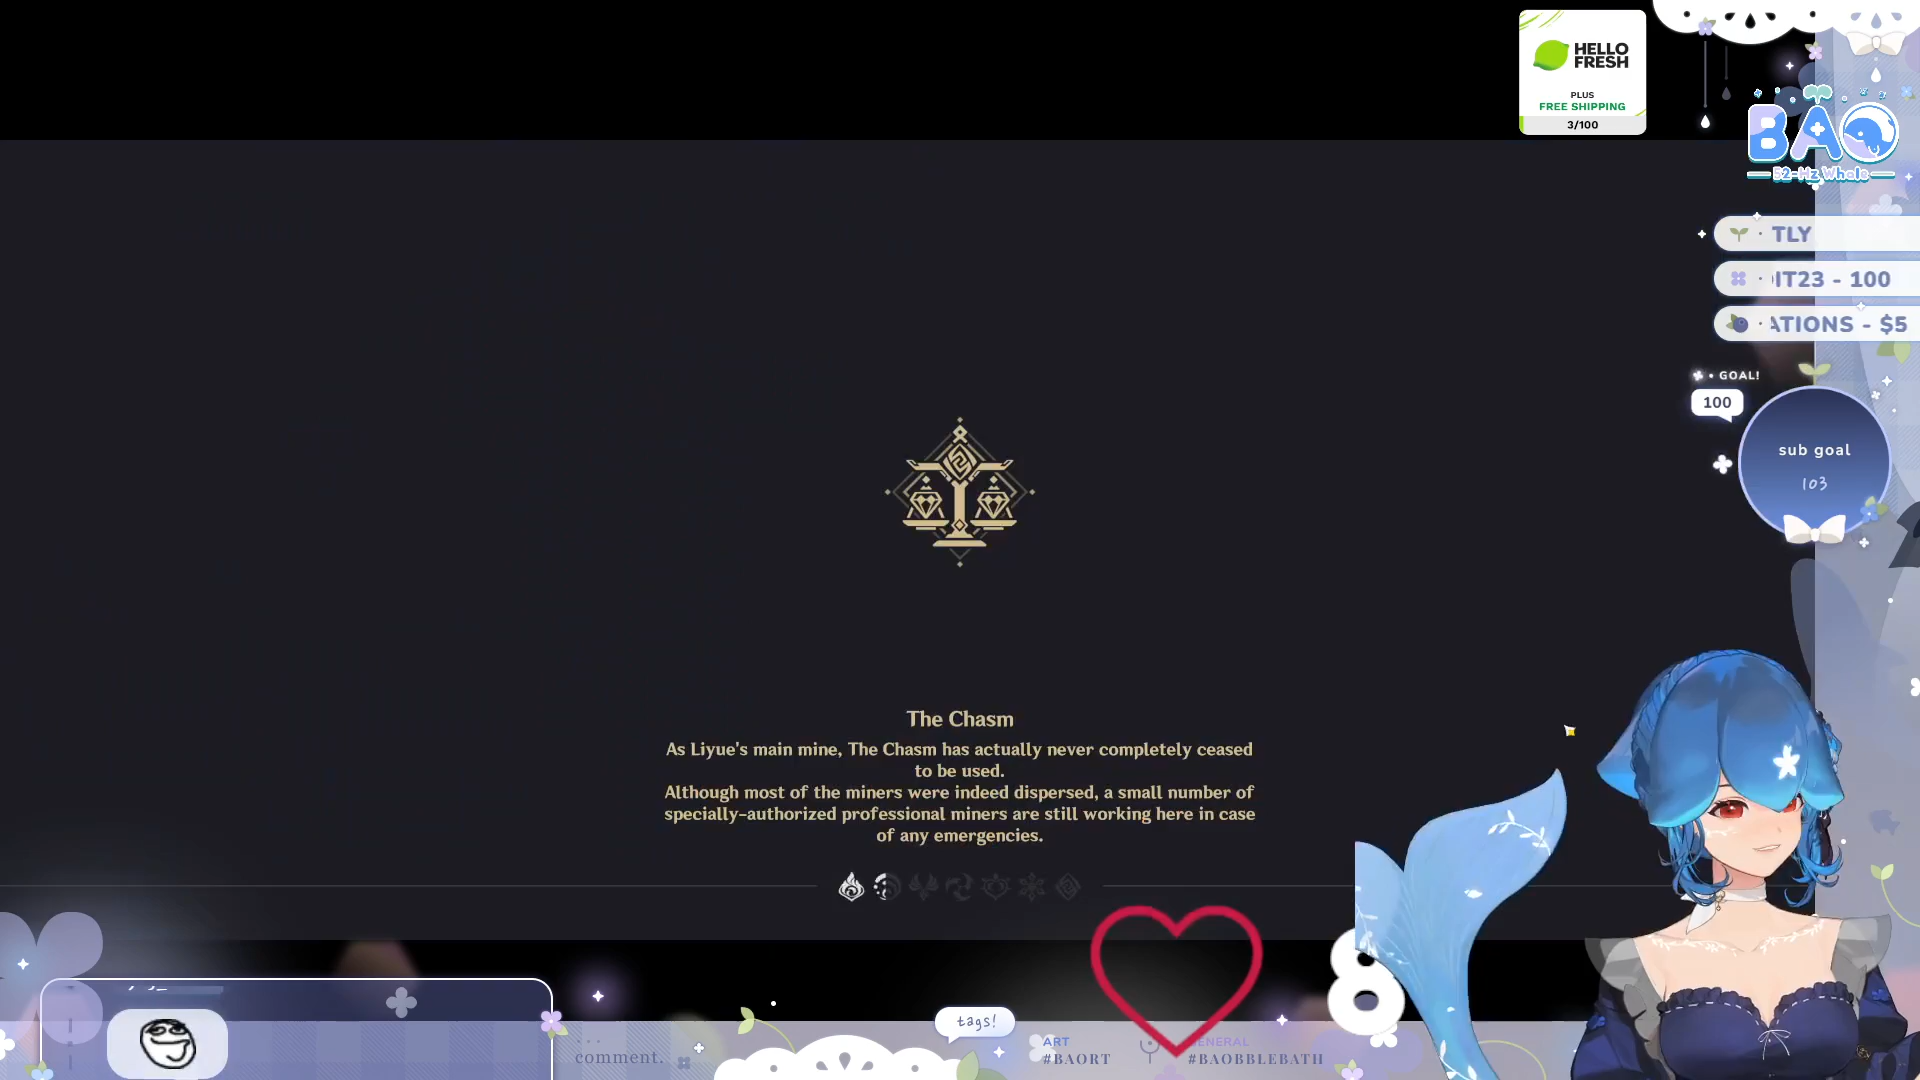 HELLO
FRESH
PLUS
FREE SHIPPING
3/100
BAO
52-Hz Whale
TLY
IT23 - 100
ATIONS - $5
• GOAL!
100
sub goal
103
The Chasm
As Liyue's main mine, The Chasm has actually never completely ceased
to be used.
Although most of the miners were indeed dispersed, a small number of
specially-authorized professional miners are still working here in case
of any emergencies.
8
tags!
comment.
ART
#BAORT
GENERAL
#BAOBBLEBATH